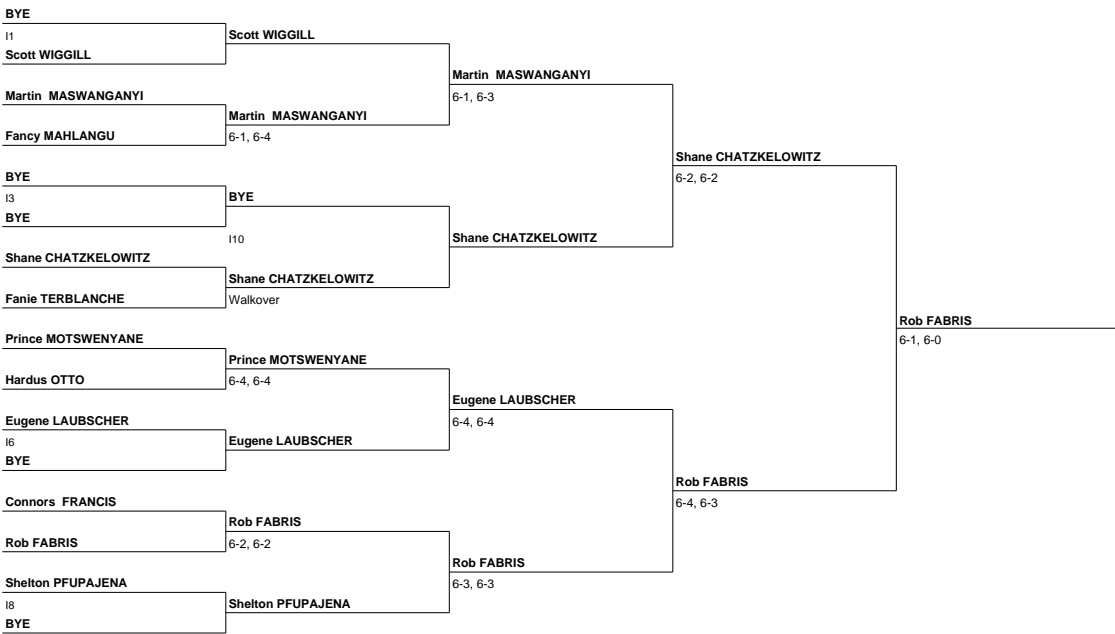 BYE
I1
Scott WIGGILL
Scott WIGGILL
Martin  MASWANGANYI
6-1, 6-3
Martin  MASWANGANYI
Martin  MASWANGANYI
6-1, 6-4
Fancy MAHLANGU
Shane CHATZKELOWITZ
6-2, 6-2
BYE
I3
BYE
BYE
I10
Shane CHATZKELOWITZ
Shane CHATZKELOWITZ
Shane CHATZKELOWITZ
Walkover
Fanie TERBLANCHE
Rob FABRIS
6-1, 6-0
Prince MOTSWENYANE
Prince MOTSWENYANE
6-4, 6-4
Hardus OTTO
Eugene LAUBSCHER
6-4, 6-4
Eugene LAUBSCHER
I6
Eugene LAUBSCHER
BYE
Rob FABRIS
6-4, 6-3
Connors  FRANCIS
Rob FABRIS
6-2, 6-2
Rob FABRIS
Rob FABRIS
6-3, 6-3
Shelton PFUPAJENA
I8
Shelton PFUPAJENA
BYE